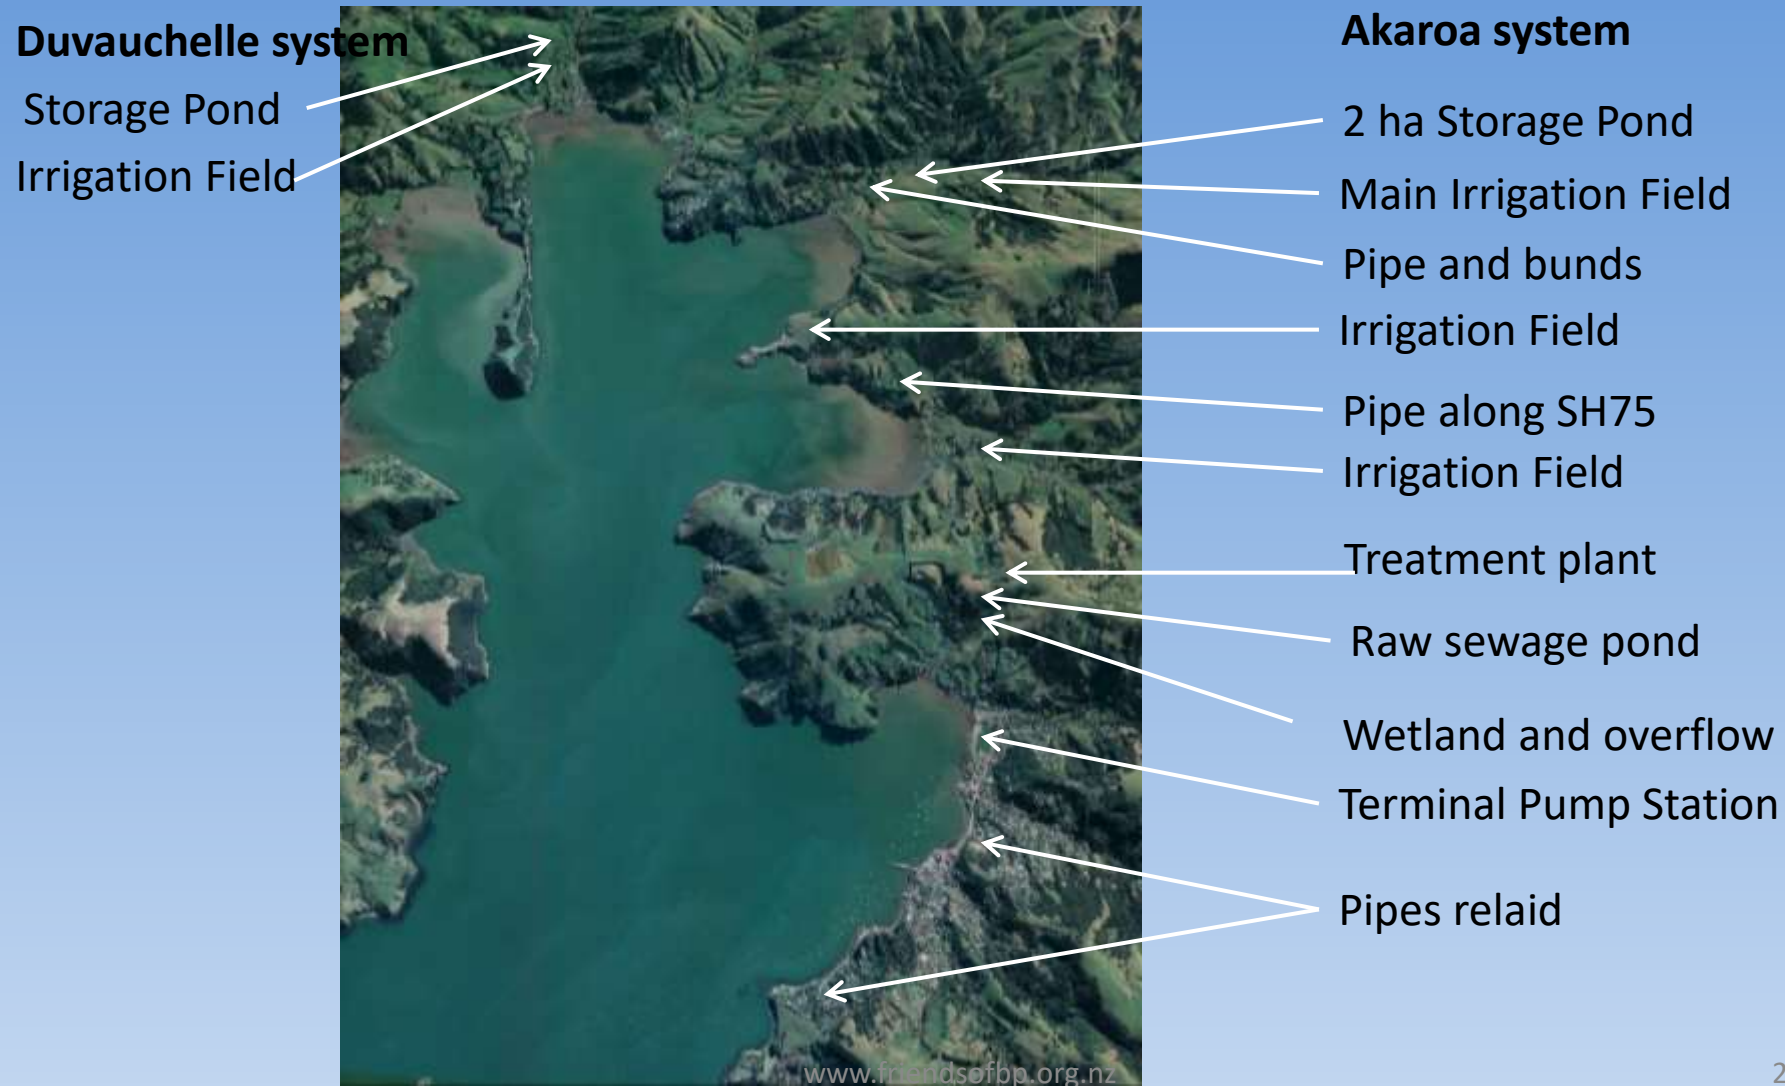 Duvauchelle system
Storage Pond
Irrigation Field
Akaroa system
2 ha Storage Pond
Main Irrigation Field
Pipe and bunds
Irrigation Field
Pipe along SH75
Irrigation Field
Treatment plant
Raw sewage pond
Wetland and overflow
Terminal Pump Station
Pipes relaid
www.friendsofbp.org.nz
2